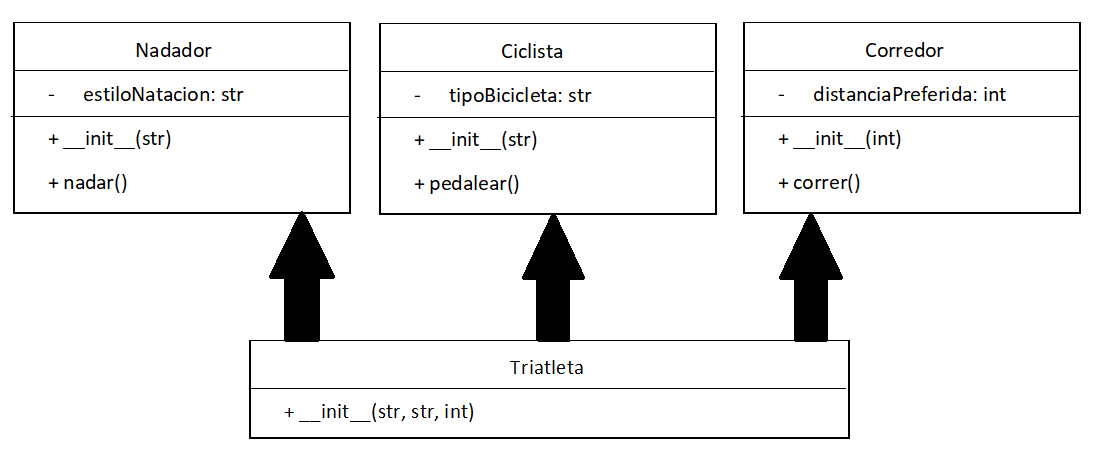 Nadador
- estiloNatacion: str
+ __init__(str)
+ nadar()
Ciclista
- tipoBicicleta: str
+ __init__(str)
+ pedalear()
Corredor
- distanciaPreferida: int
+ __init__(int)
+ correr()
Triatleta
+ __init__(str, str, int)